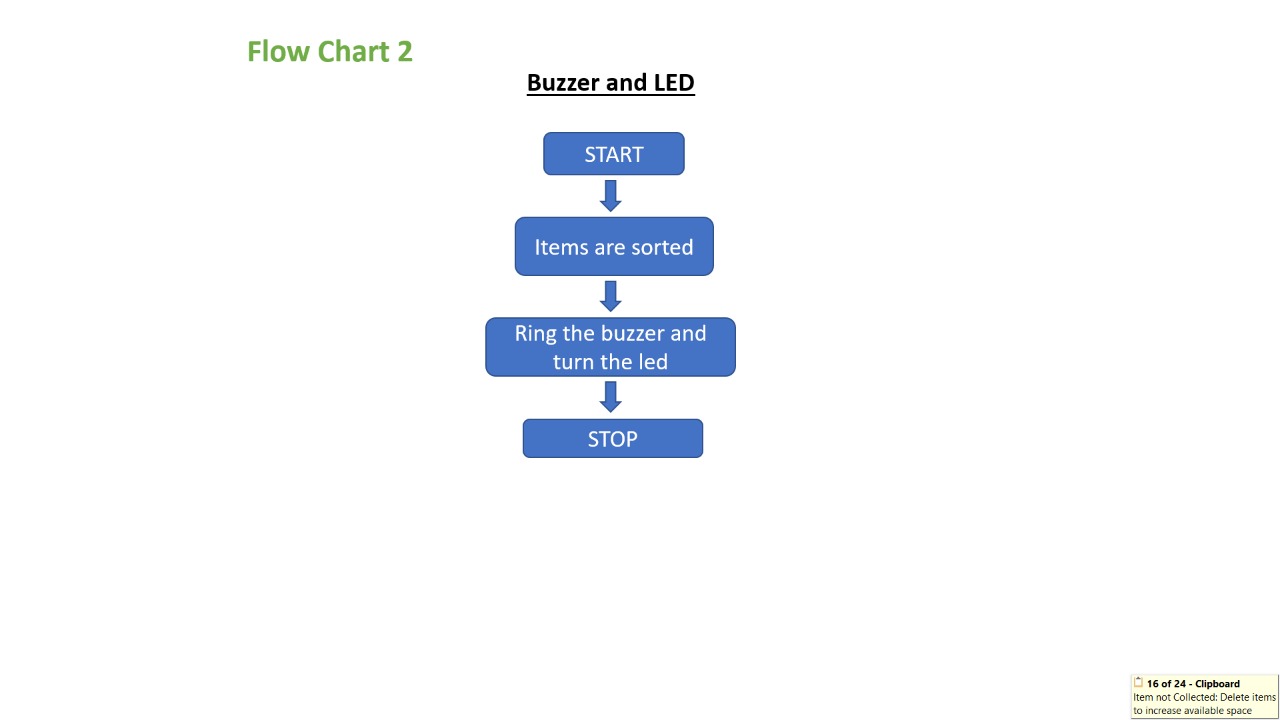 Flow Chart 2
Buzzer and LED
START
Items are sorted
Ring the buzzer and
turn the led
STOP
16 of 24 - Clipboard
Item not Collected: Delete items
to increase available space